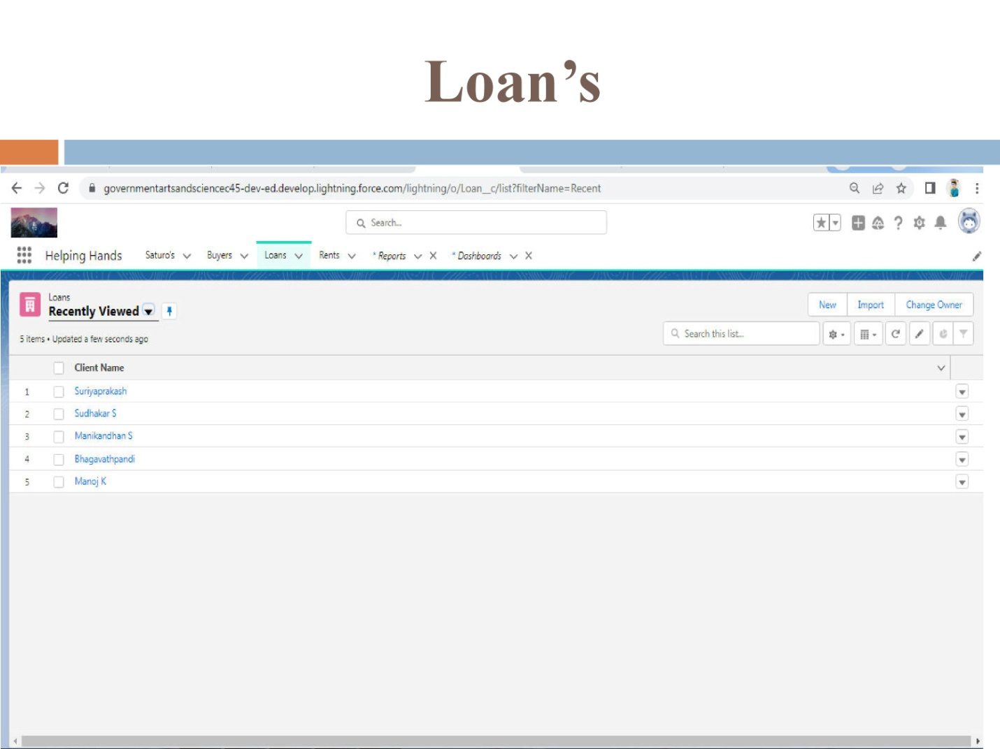 Loan’s
governmentartsandsciencec45-dev-ed.develop.lightning.force.com/lightning/o/Loan__c/list?filterName=Recent
Search...
Helping Hands Saturo's Buyers Loans Rents * Reports * Dashboards
Loans
Recently Viewed
New Import Change Owner
5 items • Updated a few seconds ago
Search this list...
Client Name
1 Suriyaprakash
2 Sudhakar S
3 Manikandhan S
4 Bhagavathpandi
5 Manoj K